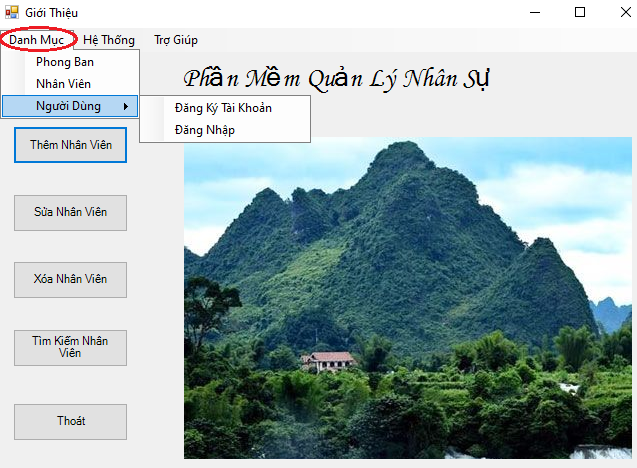 Giới Thiệu
Danh Mục Hệ Thống Trợ Giúp
Phong Ban
Nhân Viên
Người Dùng
Đăng Ký Tài Khoản
Đăng Nhập
Phần Mềm Quản Lý Nhân Sự
Thêm Nhân Viên
Sửa Nhân Viên
Xóa Nhân Viên
Tìm Kiếm Nhân
Viên
Thoát